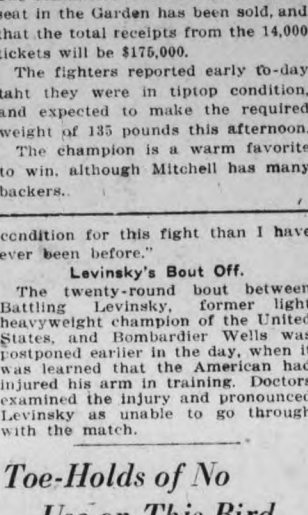 seat in the Garden has been sold, and
that the total receipts from the 14,000
tickets will be $175,000.
The fighters reported early to-day
taht they were in tiptop condition,
and expected to make the required
weight of 135 pounds this afternoon.
The champion is a warm favorite
to win, although Mitchell has many
backers.
condition for this fight than I have
ever been before."
Levinsky's Bout Off.
The twenty-round bout between
Battling Levinsky, former light
heavyweight champion of the United
States, and Bombardier Wells was
postponed earlier in the day, when it
was learned that the American had
injured his arm in training. Doctors
examined the injury and pronounced
Levinsky as unable to go through
with the match.
Toe-Holds of No
Use on This Bird